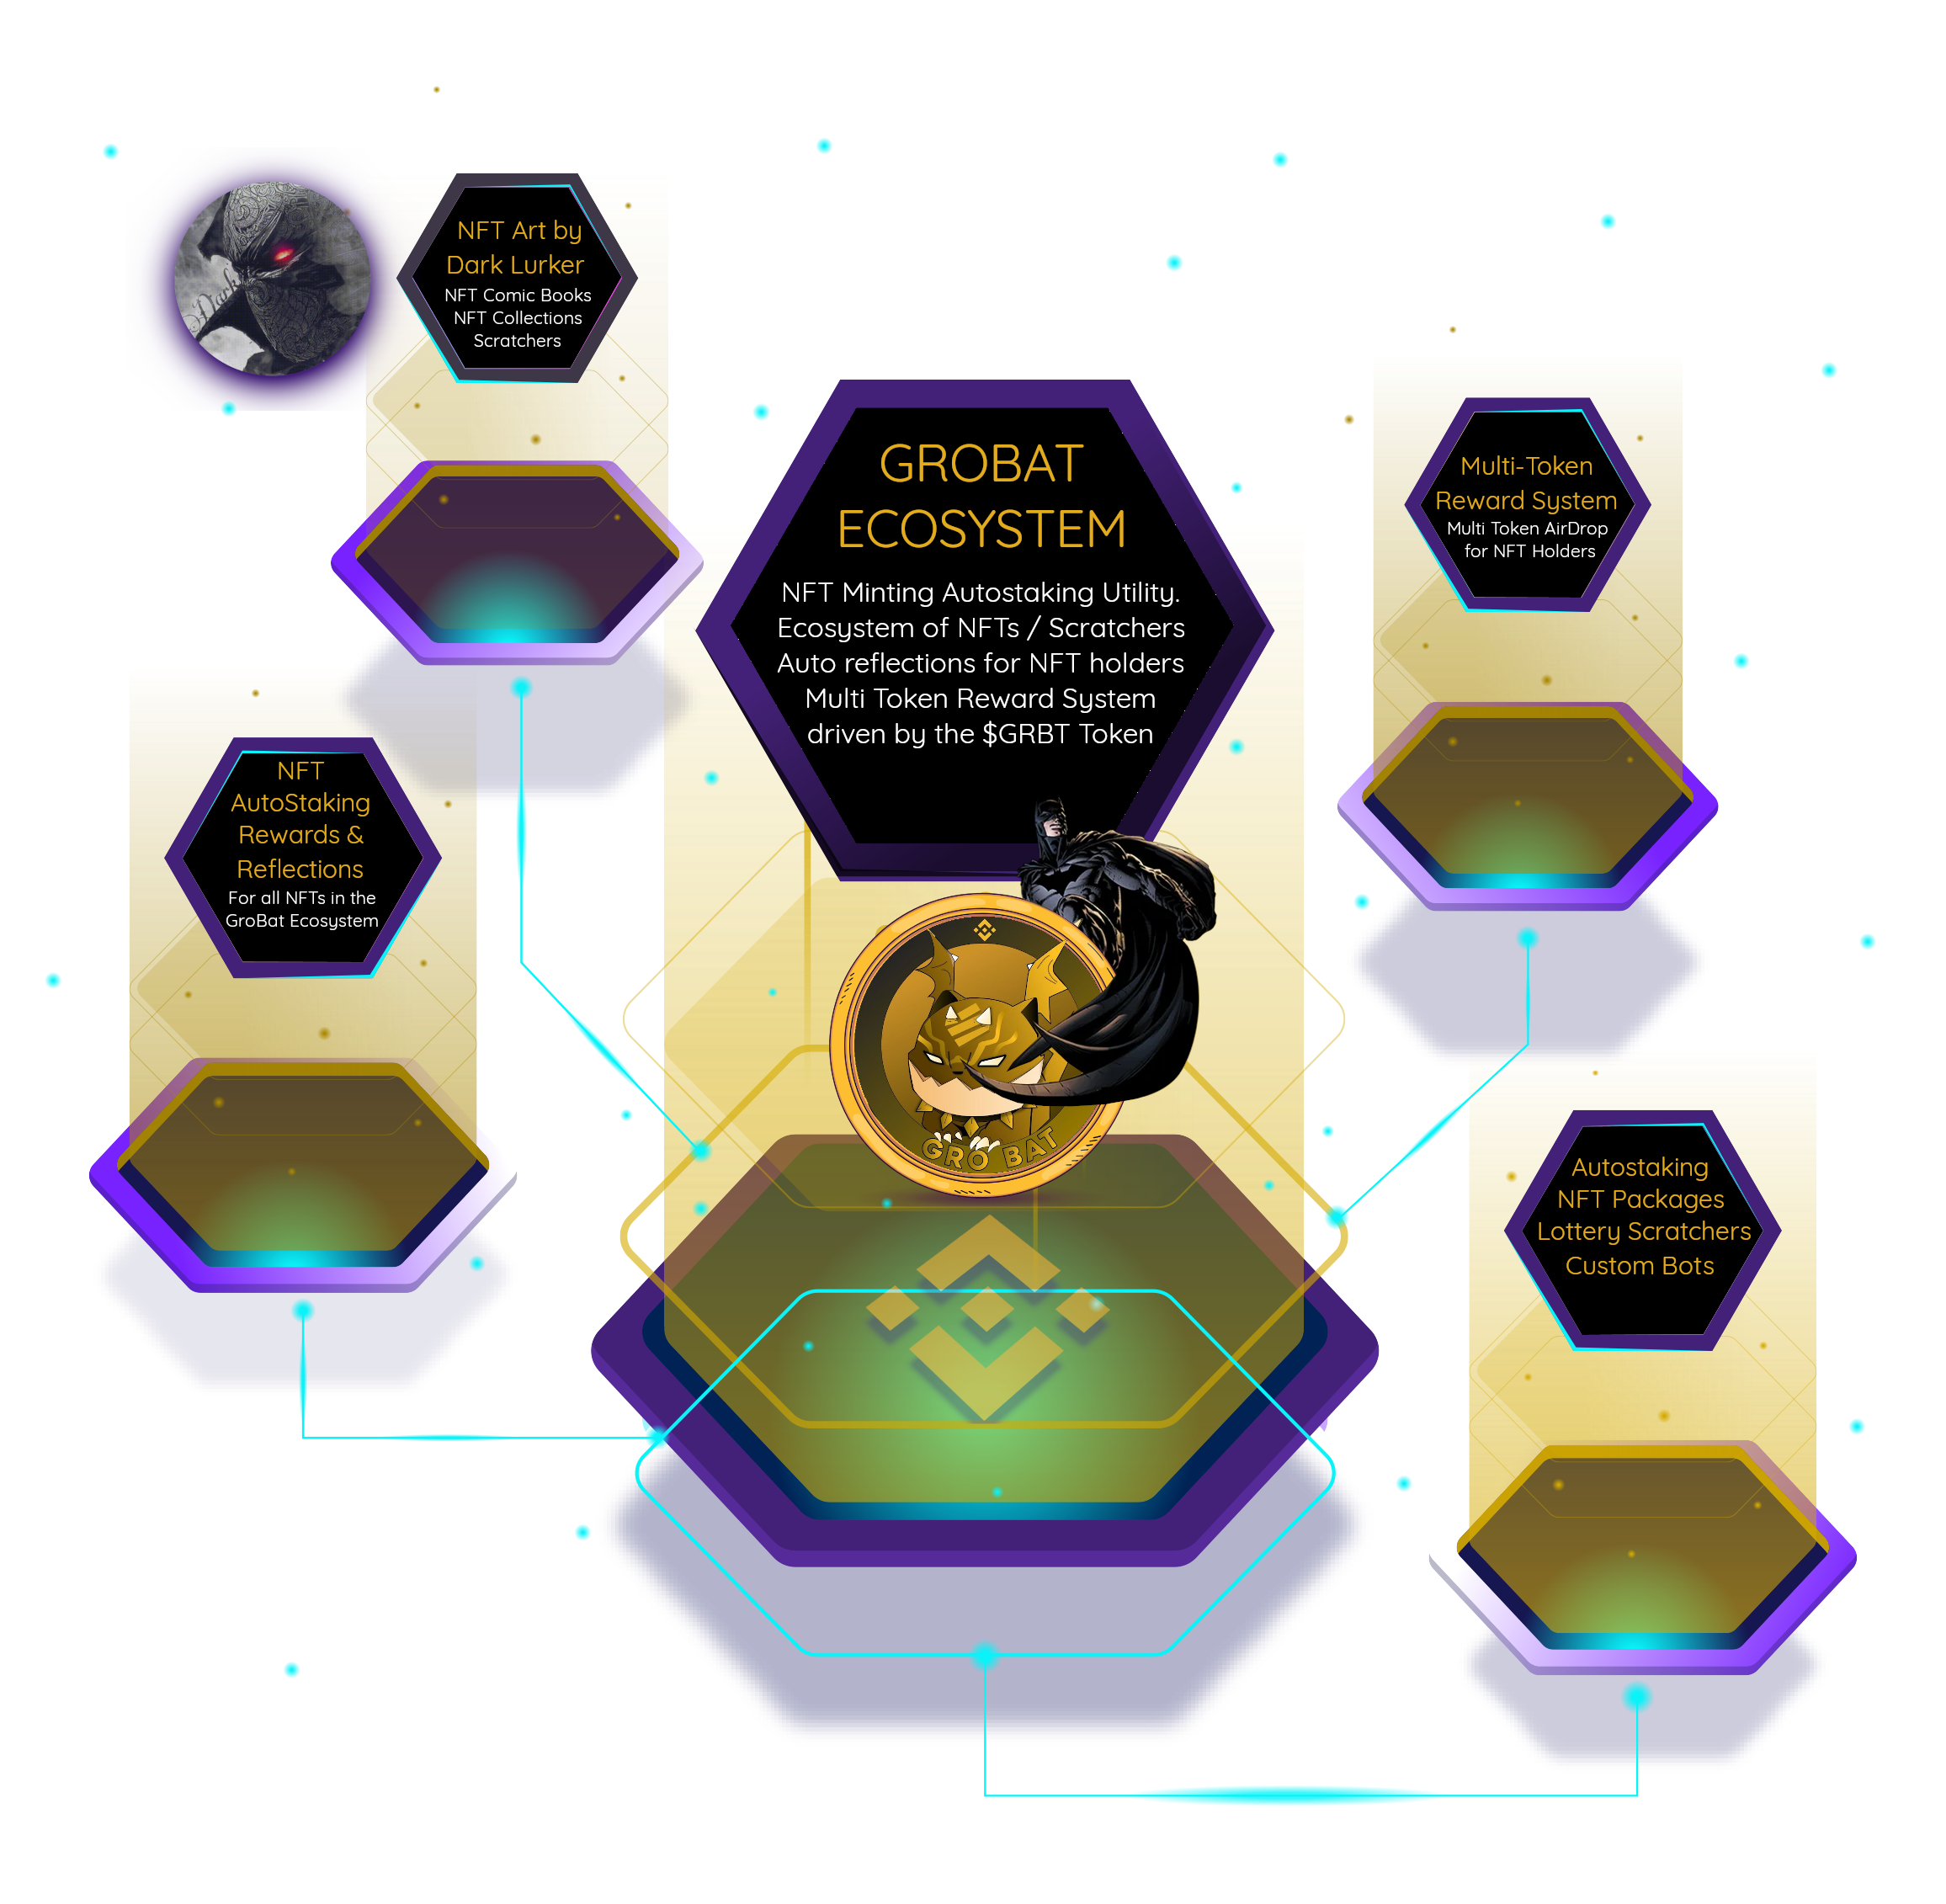 Dark
NFT Art by
Dark Lurker
NFT Comic Books
NFT Collections
Scratchers
GROBAT
ECOSYSTEM
NFT Minting Autostaking Utility.
Ecosystem of NFTs / Scratchers
Auto reflections for NFT holders
Multi Token Reward System
driven by the $GRBT Token
Multi-Token
Reward System
Multi Token AirDrop
for NFT Holders
NFT
AutoStaking
Rewards &
Reflections
For all NFTs in the
GroBat Ecosystem
GRO BAT
Autostaking
NFT Packages
Lottery Scratchers
Custom Bots